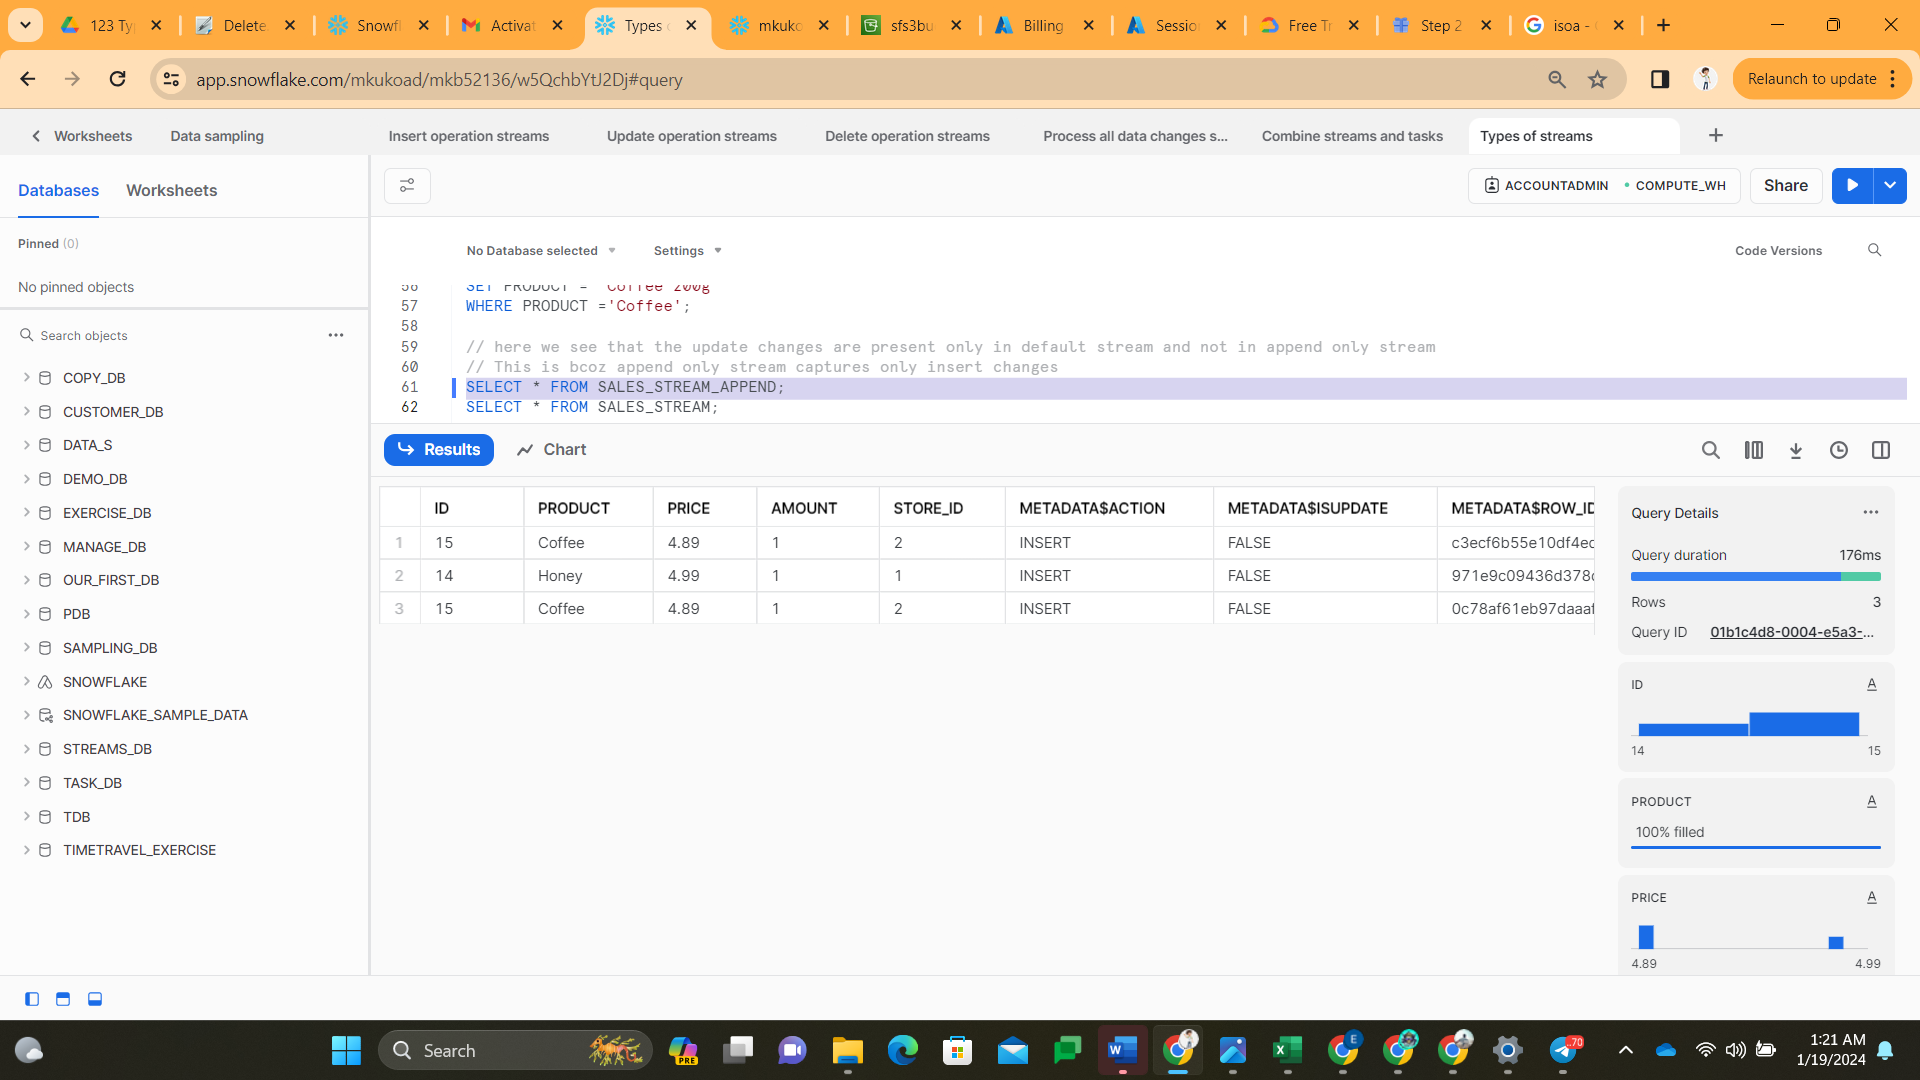 123 Ty
Delete
Snowfl
Activat
Types
mkuko
sfs3bu
Billing
Sessio
Free Tr
Step 2
isoa -
app.snowflake.com/mkukoad/mkb52136/w5QchbYtJ2Dj#query
Relaunch to update
Worksheets
Data sampling
Insert operation streams
Update operation streams
Delete operation streams
Process all data changes s...
Combine streams and tasks
Types of streams
Databases
Worksheets
ACCOUNTADMIN
COMPUTE_WH
Share
Pinned (0)
No pinned objects
Search objects
COPY_DB
CUSTOMER_DB
DATA_S
DEMO_DB
EXERCISE_DB
MANAGE_DB
OUR_FIRST_DB
PDB
SAMPLING_DB
SNOWFLAKE
SNOWFLAKE_SAMPLE_DATA
STREAMS_DB
TASK_DB
TDB
TIMETRAVEL_EXERCISE
No Database selected
Settings
Code Versions
56 SET PRODUCT = 'Coffee 200g'
57 WHERE PRODUCT ='Coffee';
58
59 // here we see that the update changes are present only in default stream and not in append only stream
60 // This is bcoz append only stream captures only insert changes
61 SELECT * FROM SALES_STREAM_APPEND;
62 SELECT * FROM SALES_STREAM;
Results
Chart
ID PRODUCT PRICE AMOUNT STORE_ID METADATA$ACTION METADATA$ISUPDATE METADATA$ROW_ID
1 15 Coffee 4.89 1 2 INSERT FALSE c3ecf6b55e10df4ec
2 14 Honey 4.99 1 1 INSERT FALSE 971e9c09436d378
3 15 Coffee 4.89 1 2 INSERT FALSE 0c78af61eb97daaaf
Query Details
Query duration 176ms
Rows 3
Query ID 01b1c4d8-0004-e5a3-...
ID A
14 15
PRODUCT A
100% filled
PRICE A
4.89 4.99
Search
PRE
E
70
1:21 AM
1/19/2024